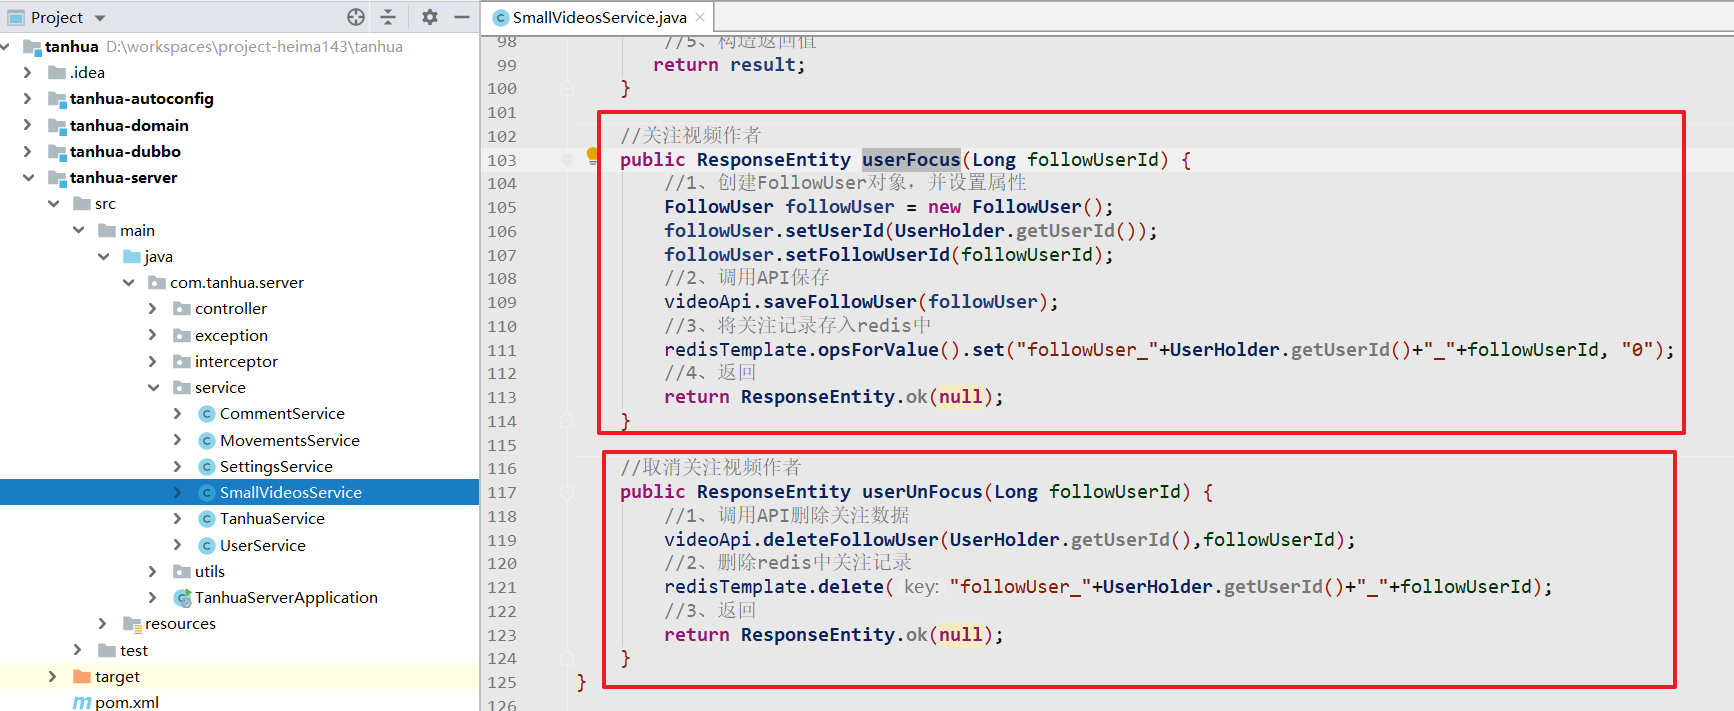 Project
tanhua D:\workspaces\project-heima143\tanhua
.idea
tanhua-autoconfig
tanhua-domain
tanhua-dubbo
tanhua-server
src
main
java
com.tanhua.server
controller
exception
interceptor
service
CommentService
MovementsService
SettingsService
SmallVideosService
TanhuaService
UserService
utils
TanhuaServerApplication
resources
test
target
pom.xml
SmallVideosService.java
98 //5、构造返回值
99 return result;
100 }
101
102 //关注视频作者
103 public ResponseEntity userFocus(Long followUserId) {
104 //1、创建FollowUser对象，并设置属性
105 FollowUser followUser = new FollowUser();
106 followUser.setUserId(UserHolder.getUserId());
107 followUser.setFollowUserId(followUserId);
108 //2、调用API保存
109 videoApi.saveFollowUser(followUser);
110 //3、将关注记录存入redis中
111 redisTemplate.opsForValue().set("followUser_"+UserHolder.getUserId()+"_"+followUserId, "0");
112 //4、返回
113 return ResponseEntity.ok(null);
114 }
115
116 //取消关注视频作者
117 public ResponseEntity userUnFocus(Long followUserId) {
118 //1、调用API删除关注数据
119 videoApi.deleteFollowUser(UserHolder.getUserId(),followUserId);
120 //2、删除redis中关注记录
121 redisTemplate.delete( key: "followUser_"+UserHolder.getUserId()+"_"+followUserId);
122 //3、返回
123 return ResponseEntity.ok(null);
124 }
125 }
126